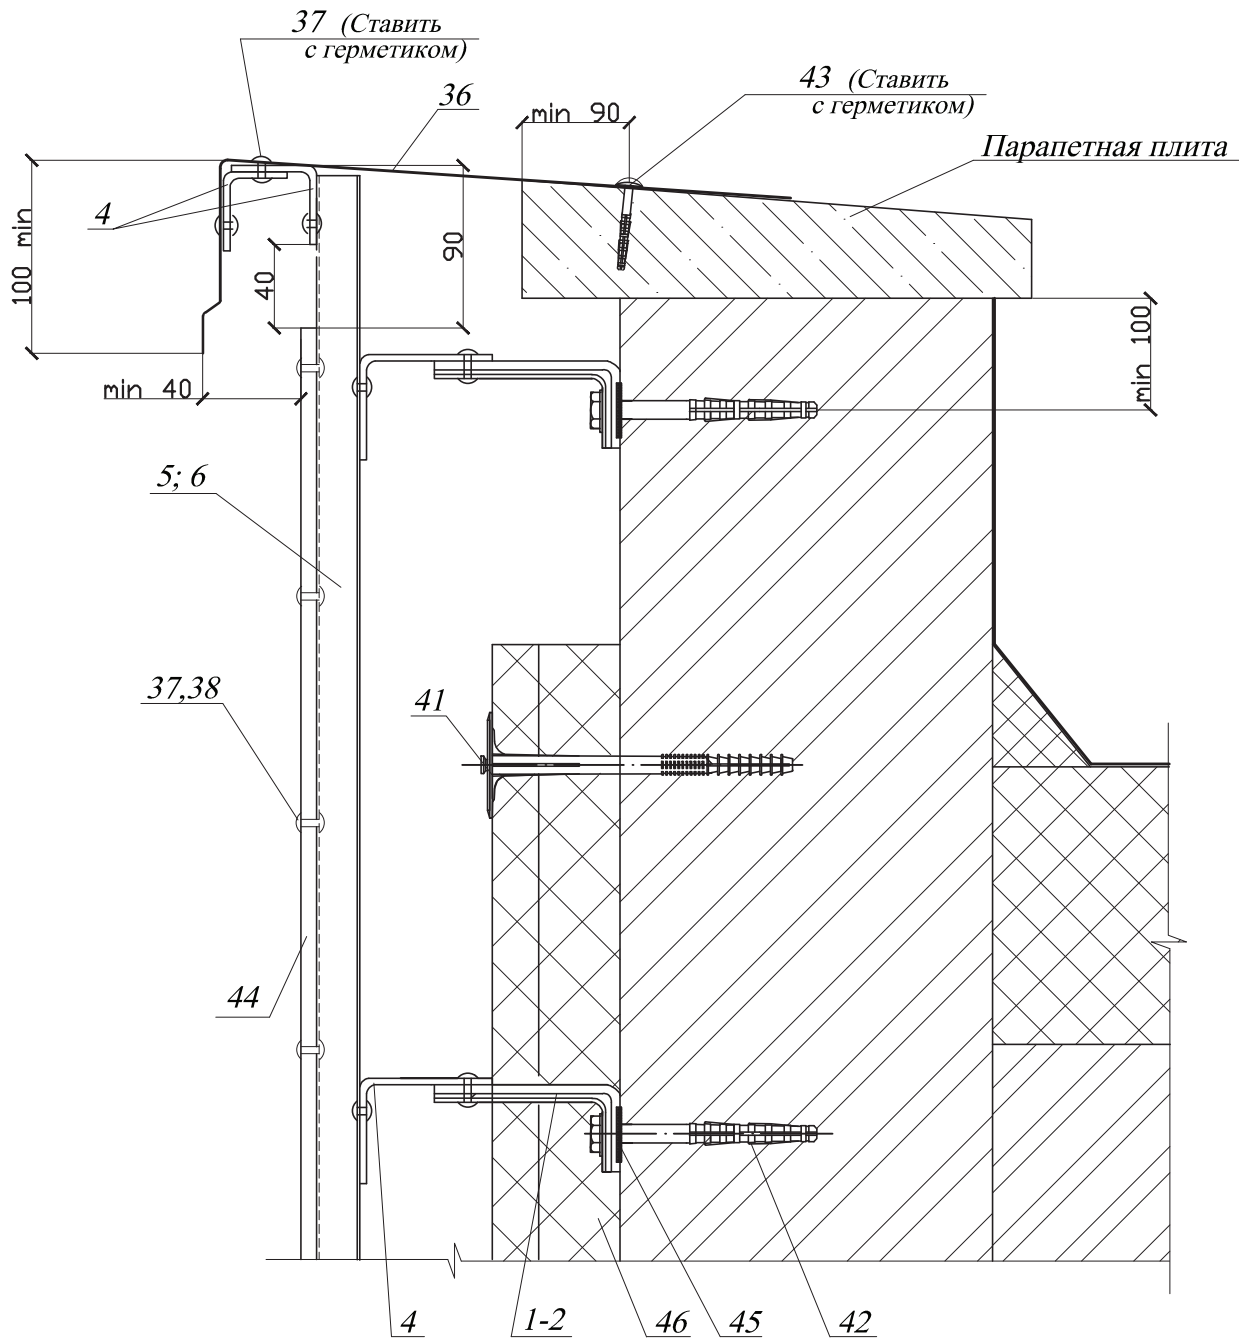 37 (Ставить
с герметиком)
36
43 (Ставить
с герметиком)
min 90
Парапетная плита
4
100 min
90
40
min 100
min 40
5; 6
37,38
41
44
4
1-2
46
45
42